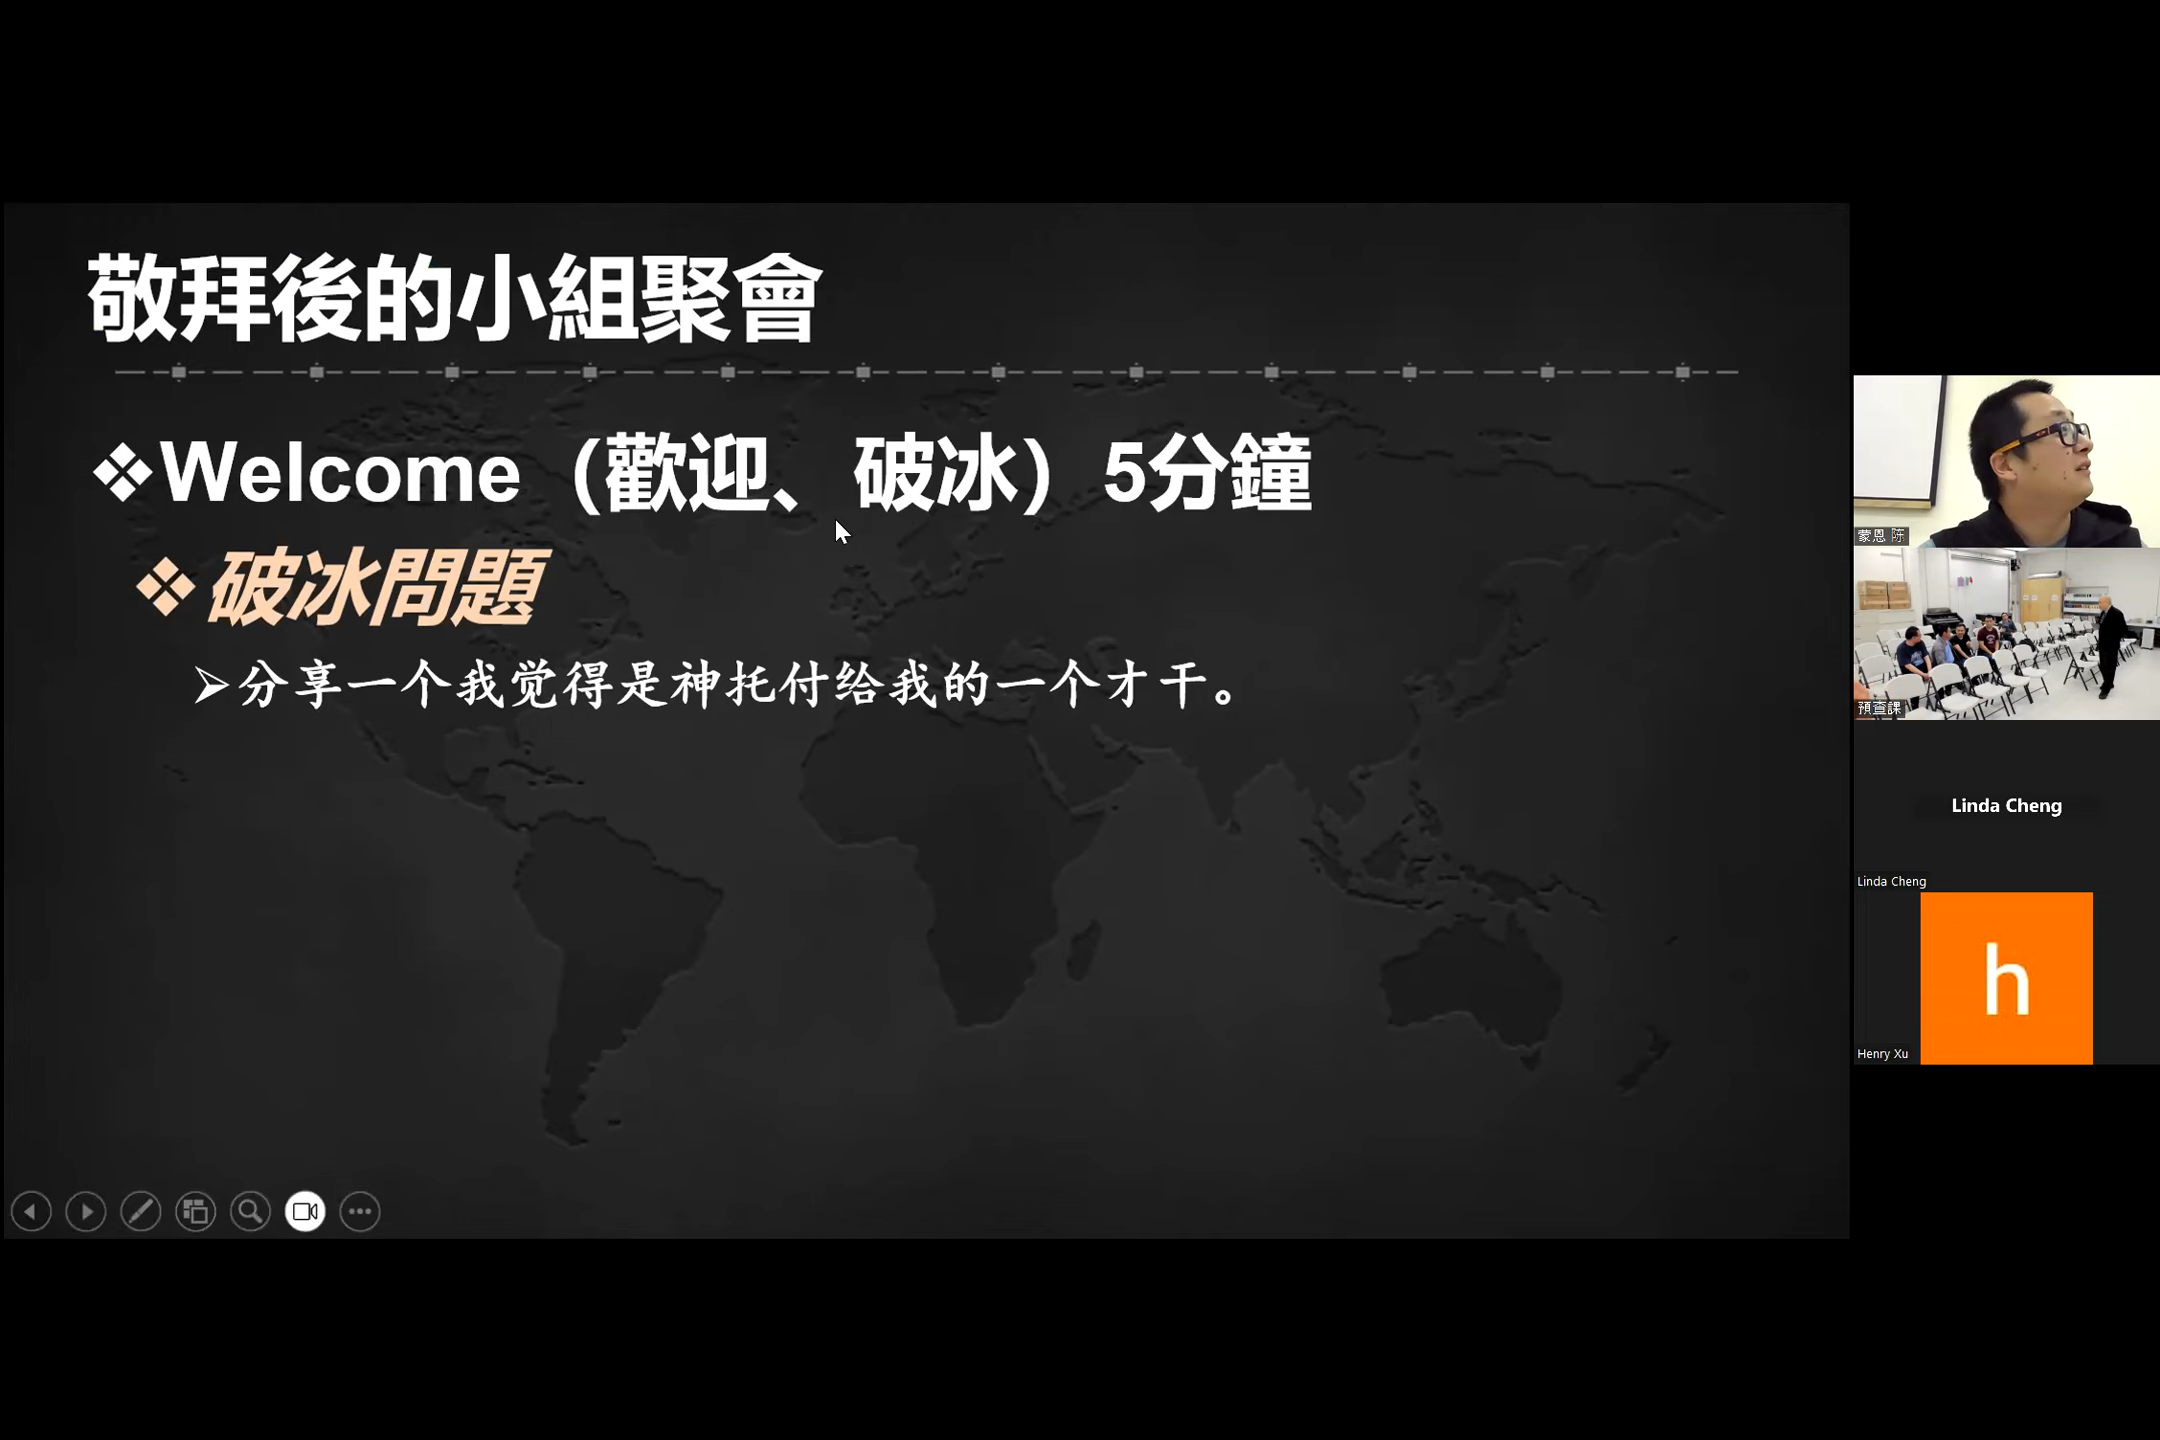 敬拜後的小組聚會
❖Welcome（歡迎、破冰）5分鐘
❖破冰問題
➢分享一个我觉得是神托付给我的一个才干。
蒙恩 陈
預查課
Linda Cheng
Linda Cheng
h
Henry Xu